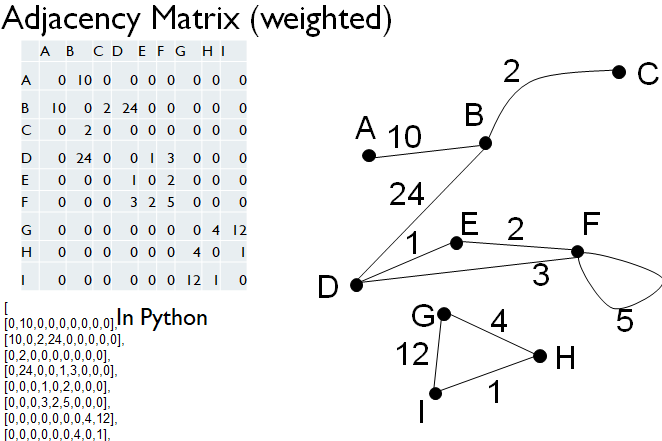 Adjacency Matrix (weighted)
A B C D E F G H I
A 0 10 0 0 0 0 0 0 0
B 10 0 2 24 0 0 0 0 0
C 0 2 0 0 0 0 0 0 0
D 0 24 0 0 1 3 0 0 0
E 0 0 0 1 0 2 0 0 0
F 0 0 0 3 2 5 0 0 0
G 0 0 0 0 0 0 0 4 12
H 0 0 0 0 0 0 4 0 1
I 0 0 0 0 0 0 12 1 0
In Python
[
[0,10,0,0,0,0,0,0,0],
[10,0,2,24,0,0,0,0,0],
[0,2,0,0,0,0,0,0,0],
[0,24,0,0,1,3,0,0,0],
[0,0,0,1,0,2,0,0,0],
[0,0,0,3,2,5,0,0,0],
[0,0,0,0,0,0,0,4,12],
[0,0,0,0,0,0,4,0,1],
2
C
B
A
10
24
E
2
F
1
3
D
5
G
4
12
H
1
I